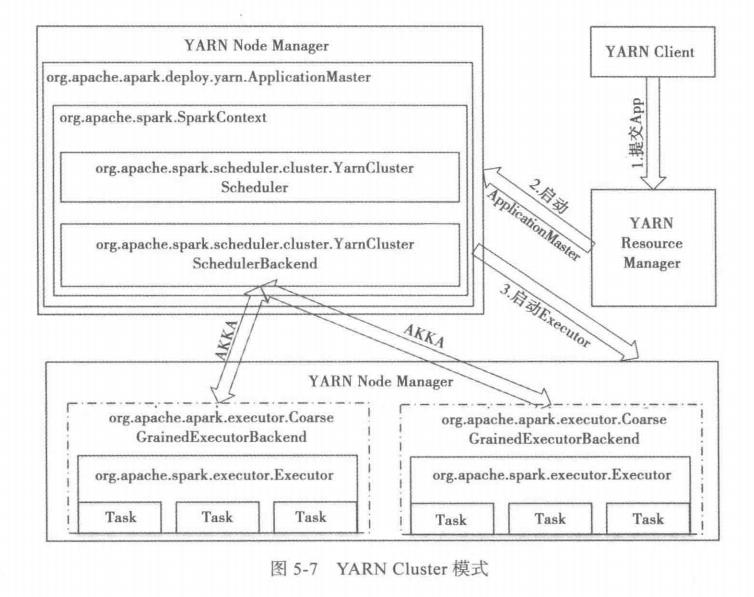 YARN Node Manager
org.apache.apark.deploy.yarn.ApplicationMaster
org.apache.spark.SparkContext
org.apache.spark.scheduler.cluster.YarnCluster
Scheduler
org.apache.spark.scheduler.cluster.YarnCluster
SchedulerBackend
YARN Client
1.提交App
YARN
Resource
Manager
2.启动
ApplicationMaster
3.启动Executor
AKKA
AKKA
YARN Node Manager
org.apache.apark.executor.Coarse
GrainedExecutorBackend
org.apache.spark.executor.Executor
Task
Task
Task
org.apache.apark.executor.Coarse
GrainedExecutorBackend
org.apache.spark.executor.Executor
Task
Task
Task
图 5-7 YARN Cluster 模式